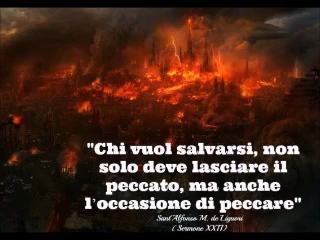 "Chi vuol salvarsi, non
solo deve lasciare il
peccato, ma anche
l'occasione di peccare"
Sant'Alfonso M. de'Liguori
( Sermone XXII)